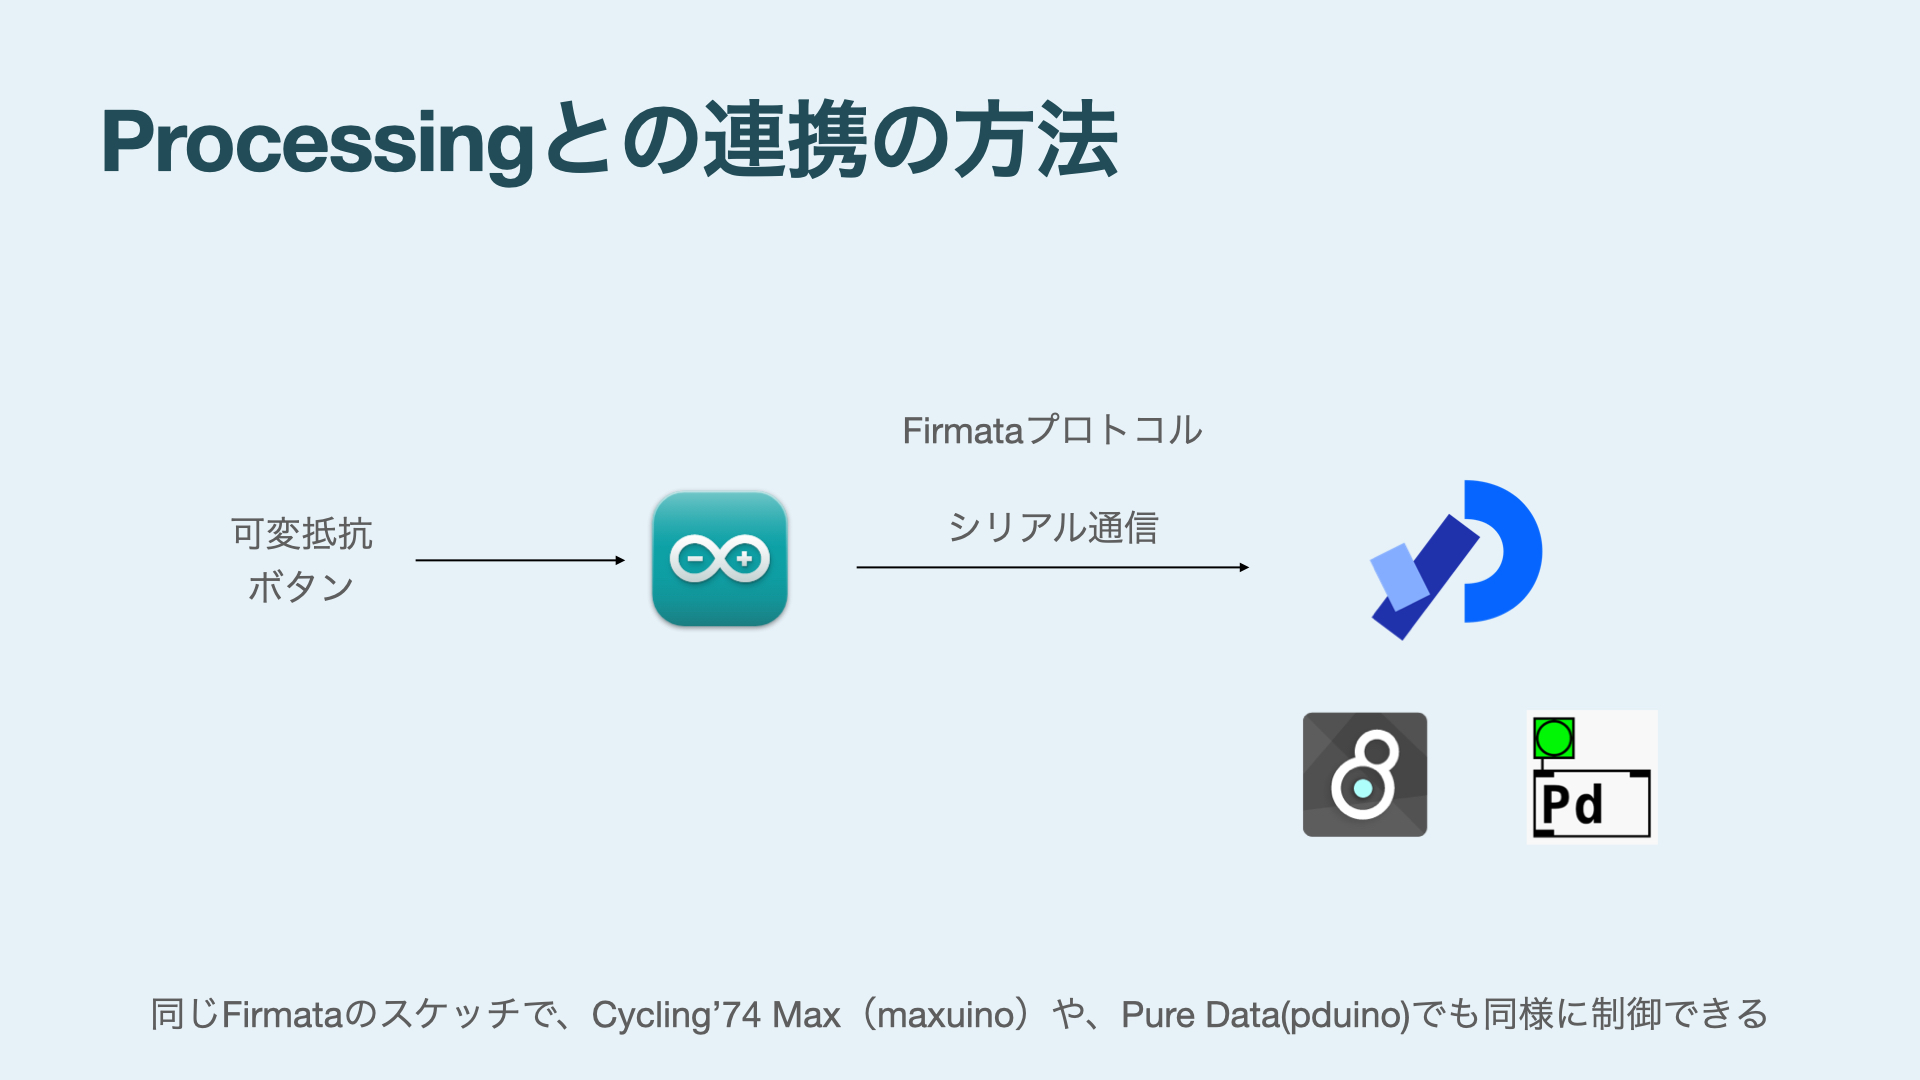 Processingとの連携の方法
Firmataプロトコル
シリアル通信
可変抵抗
ボタン
Pd
同じFirmataのスケッチで、Cycling’74 Max（maxuino）や、Pure Data(pduino)でも同様に制御できる